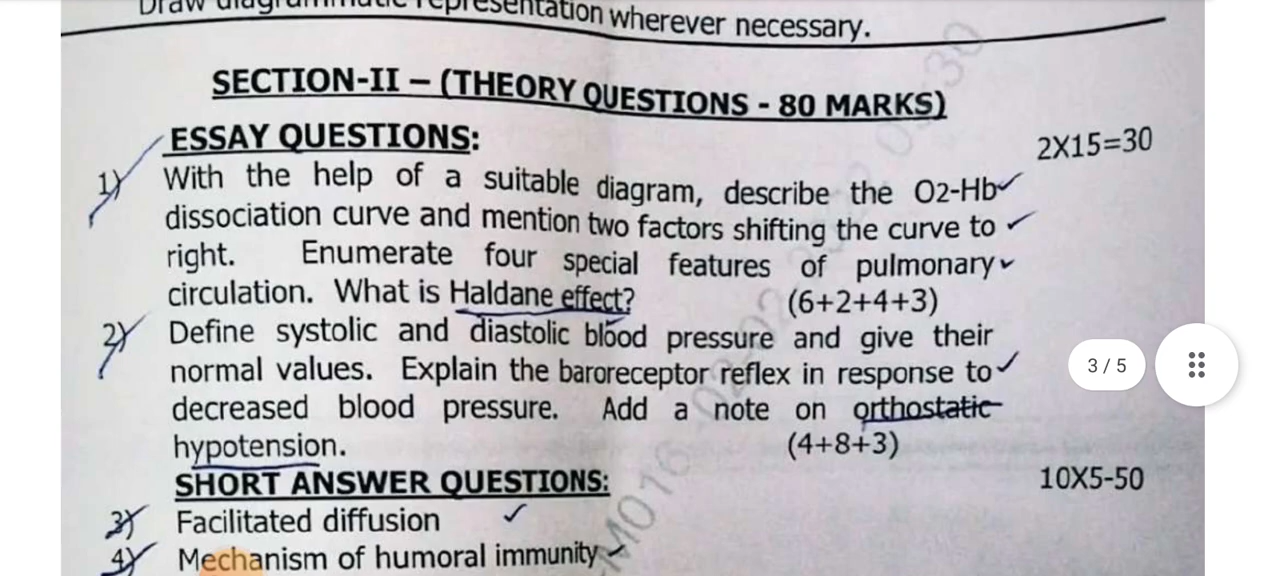 Draw diagrammatic representation wherever necessary.
SECTION-II – (THEORY QUESTIONS - 80 MARKS)
ESSAY QUESTIONS:
2X15=30
1) With the help of a suitable diagram, describe the O2-Hb
dissociation curve and mention two factors shifting the curve to
right. Enumerate four special features of pulmonary
circulation. What is Haldane effect? (6+2+4+3)
2) Define systolic and diastolic blood pressure and give their
normal values. Explain the baroreceptor reflex in response to
decreased blood pressure. Add a note on orthostatic
hypotension. (4+8+3)
SHORT ANSWER QUESTIONS: 10X5-50
3) Facilitated diffusion
4) Mechanism of humoral immunity
3 / 5